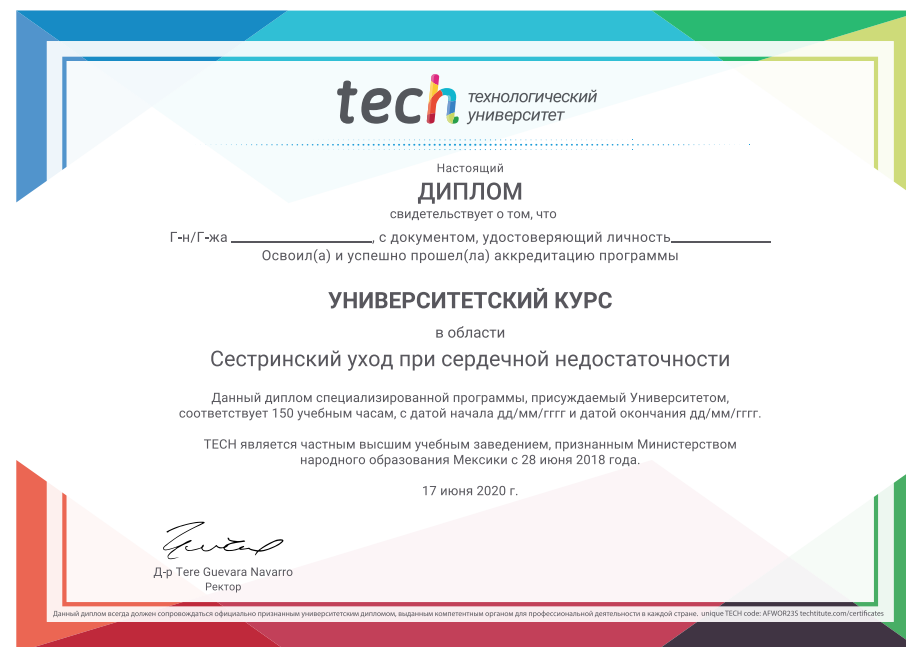 tech технологический
университет
Настоящий
ДИПЛОМ
свидетельствует о том, что
Г-н/Г-жа ____________________, с документом, удостоверяющий личность______________
Освоил(а) и успешно прошел(ла) аккредитацию программы
УНИВЕРСИТЕТСКИЙ КУРС
в области
Сестринский уход при сердечной недостаточности
Данный диплом специализированной программы, присуждаемый Университетом,
соответствует 150 учебным часам, с датой начала дд/мм/гггг и датой окончания дд/мм/гггг.
TECH является частным высшим учебным заведением, признанным Министерством
народного образования Мексики с 28 июня 2018 года.
17 июня 2020 г.
Д-р Tere Guevara Navarro
Ректор
Данный диплом всегда должен сопровождаться официально признанным университетским дипломом, выданным компетентным органом для профессиональной деятельности в каждой стране. unique TECH code: AFWOR23S techtitute.com/certificates